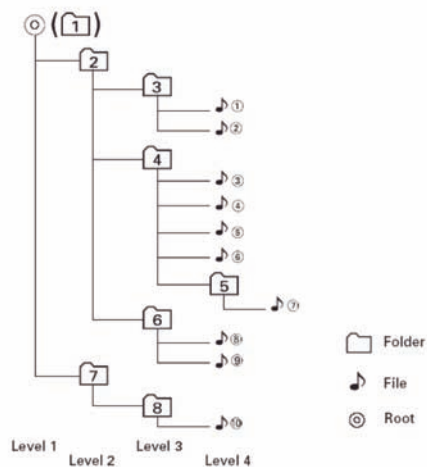 (1)
2
3
①
②
4
③
④
⑤
⑥
5
⑦
6
⑧
⑨
7
8
⑩
Folder
File
Root
Level 1
Level 2
Level 3
Level 4